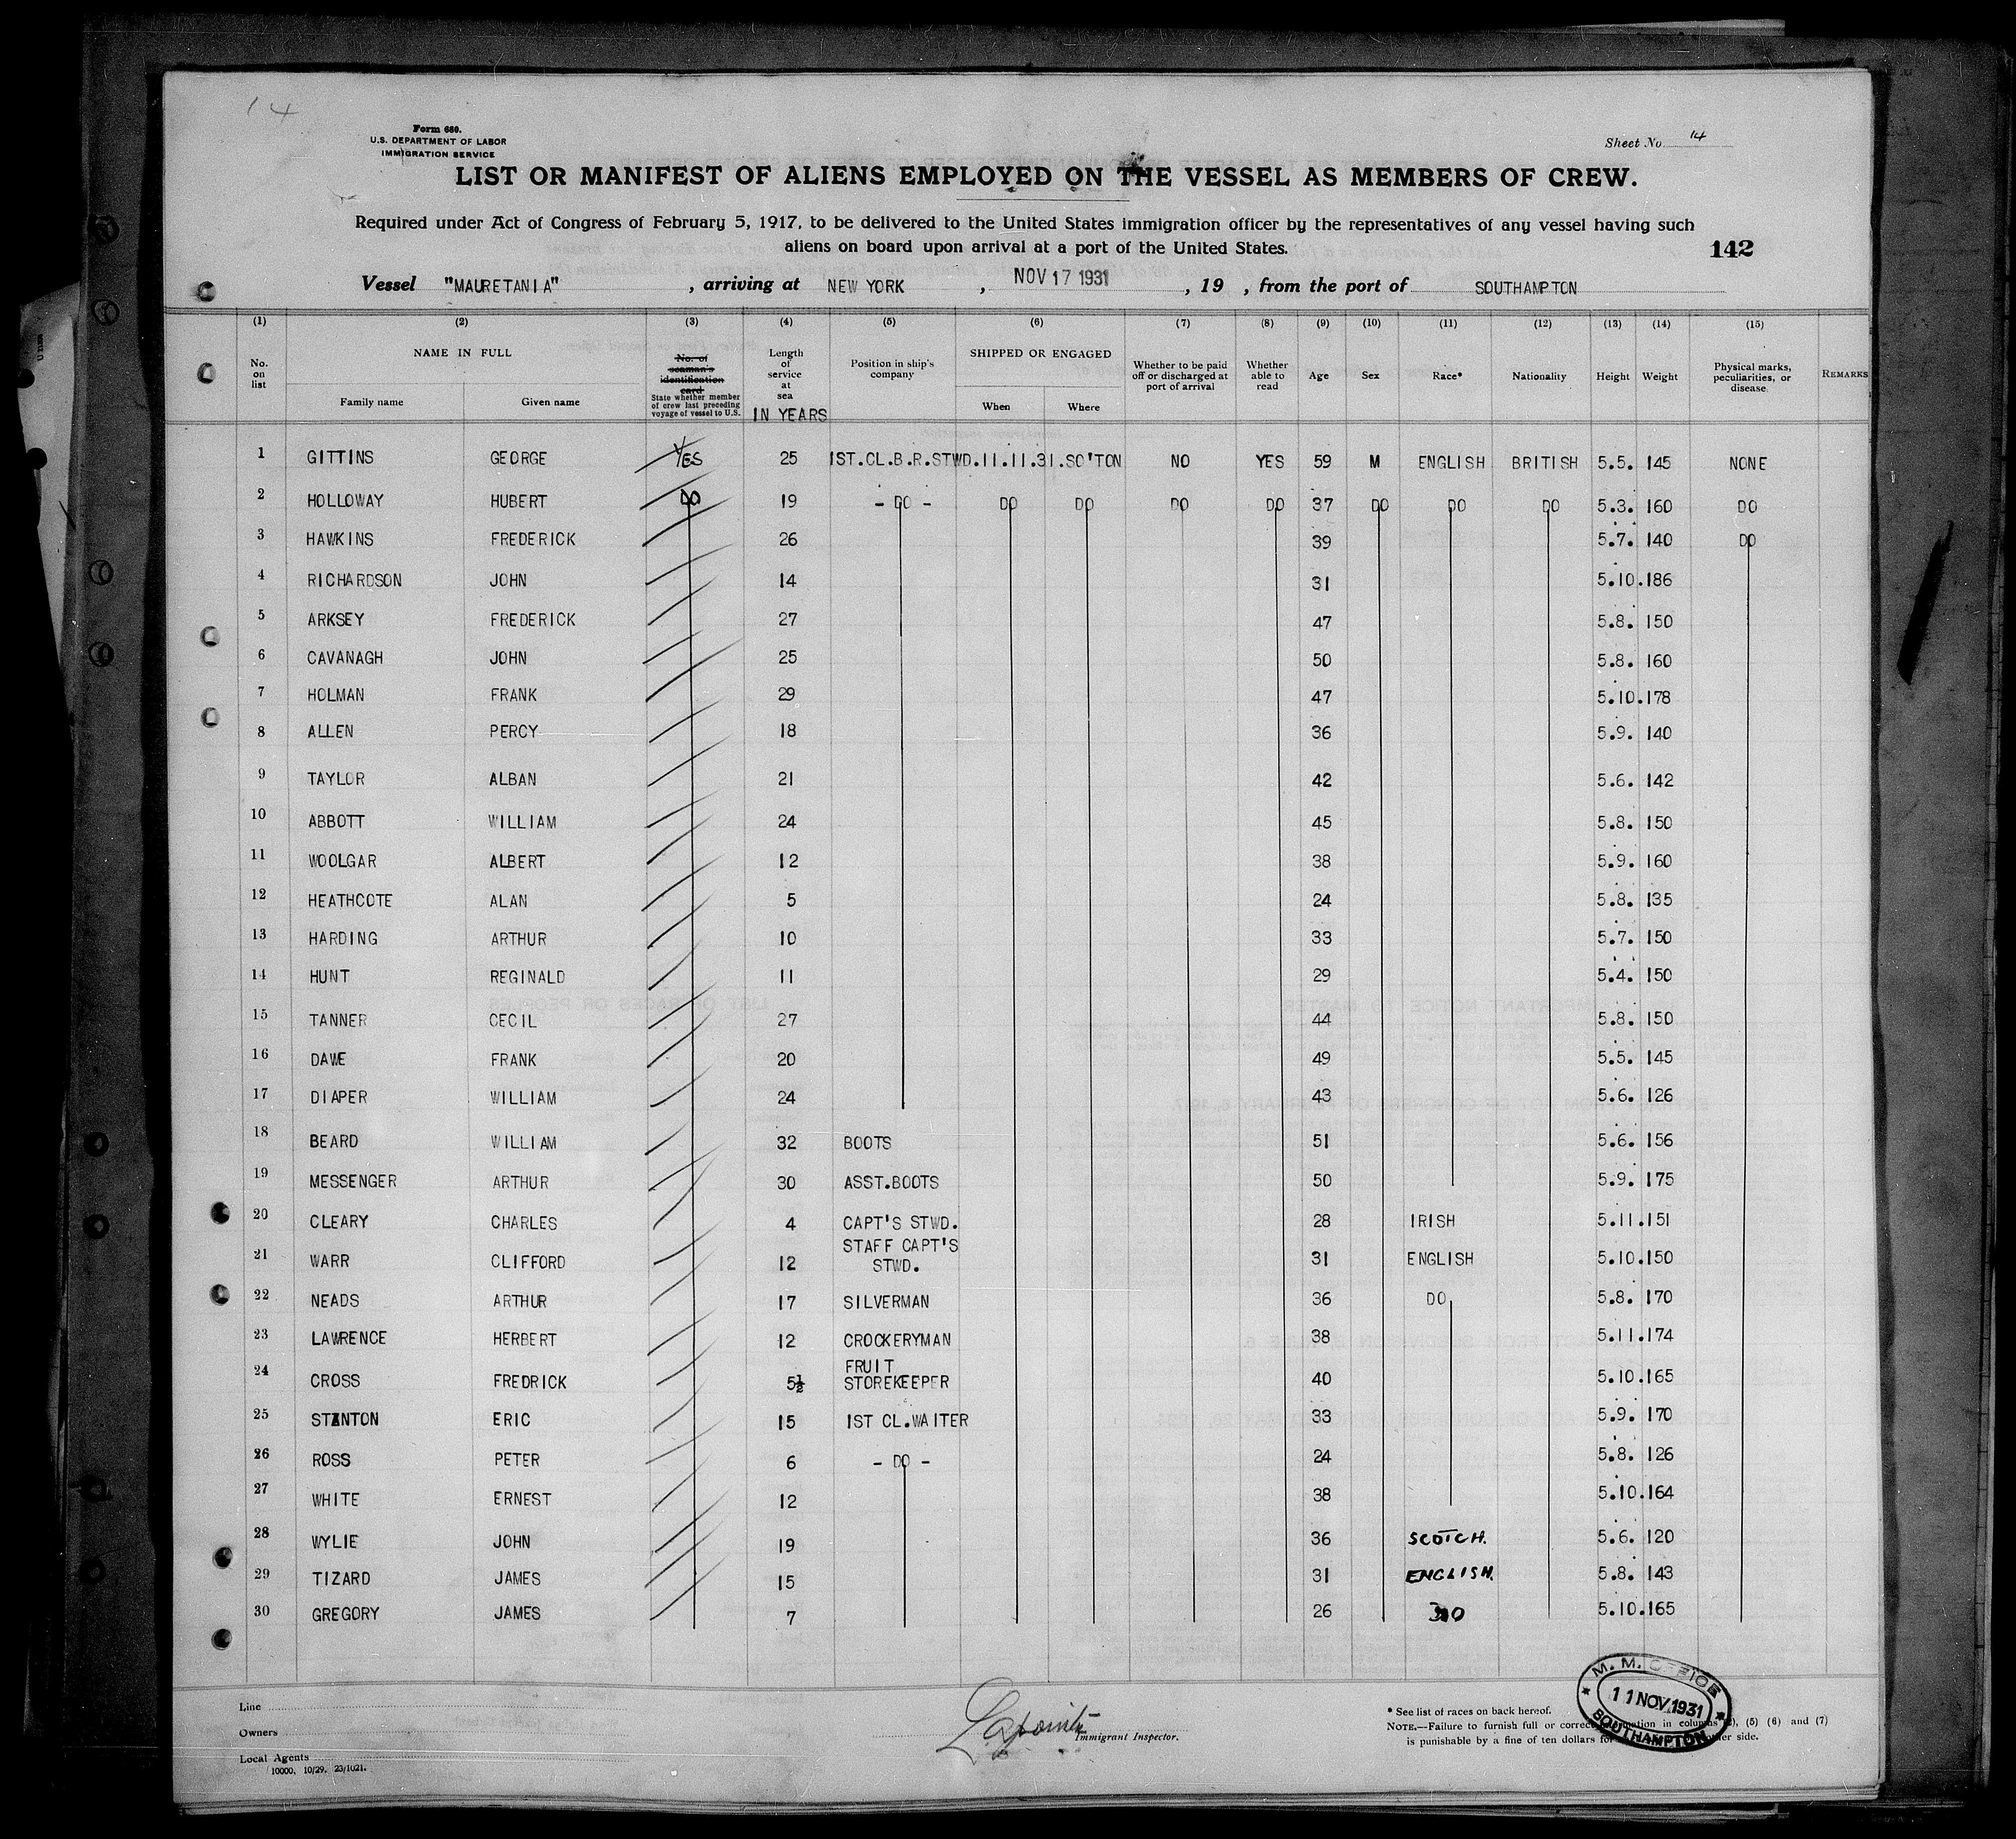 14
Form 680.
U.S. DEPARTMENT OF LABOR
IMMIGRATION SERVICE
Sheet No. 14
LIST OR MANIFEST OF ALIENS EMPLOYED ON THE VESSEL AS MEMBERS OF CREW.
Required under Act of Congress of February 5, 1917, to be delivered to the United States immigration officer by the representatives of any vessel having such
aliens on board upon arrival at a port of the United States.
142
Vessel "MAURETANIA", arriving at NEW YORK, NOV 17 1931, 19 , from the port of SOUTHAMPTON
(1) (2) (3) (4) (5) (6) (7) (8) (9) (10) (11) (12) (13) (14) (15)
No. on list
NAME IN FULL
Family name
Given name
No. of seaman's identification card
State whether member of crew last preceding voyage of vessel to U.S.
Length of service at sea
IN YEARS
Position in ship's company
SHIPPED OR ENGAGED
When
Where
Whether to be paid off or discharged at port of arrival
Whether able to read
Age
Sex
Race*
Nationality
Height
Weight
Physical marks, peculiarities, or disease
REMARKS
1 GITTINS GEORGE YES 25 1ST.CL.B.R.STWD.11.11.31.SO'TON NO YES 59 M ENGLISH BRITISH 5.5. 145 NONE
2 HOLLOWAY HUBERT DO 19 - DO - DO DO DO DO 37 DO DO DO 5.3. 160 DO
3 HAWKINS FREDERICK 26 39 5.7. 140 DO
4 RICHARDSON JOHN 14 31 5.10.186
5 ARKSEY FREDERICK 27 47 5.8. 150
6 CAVANAGH JOHN 25 50 5.8. 160
7 HOLMAN FRANK 29 47 5.10.178
8 ALLEN PERCY 18 36 5.9. 140
9 TAYLOR ALBAN 21 42 5.6. 142
10 ABBOTT WILLIAM 24 45 5.8. 150
11 WOOLGAR ALBERT 12 38 5.9. 160
12 HEATHCOTE ALAN 5 24 5.8. 135
13 HARDING ARTHUR 10 33 5.7. 150
14 HUNT REGINALD 11 29 5.4. 150
15 TANNER CECIL 27 44 5.8. 150
16 DAWE FRANK 20 49 5.5. 145
17 DIAPER WILLIAM 24 43 5.6. 126
18 BEARD WILLIAM 32 BOOTS 51 5.6. 156
19 MESSENGER ARTHUR 30 ASST.BOOTS 50 5.9. 175
20 CLEARY CHARLES 4 CAPT'S STWD. 28 IRISH 5.11.151
21 WARR CLIFFORD 12 STAFF CAPT'S STWD. 31 ENGLISH 5.10.150
22 NEADS ARTHUR 17 SILVERMAN 36 DO 5.8. 170
23 LAWRENCE HERBERT 12 CROCKERYMAN 38 5.11.174
24 CROSS FREDRICK 5½ FRUIT STOREKEEPER 40 5.10.165
25 STANTON ERIC 15 1ST CL.WAITER 33 5.9. 170
26 ROSS PETER 6 - DO - 24 5.8. 126
27 WHITE ERNEST 12 38 5.10.164
28 WYLIE JOHN 19 36 SCOTCH. 5.6. 120
29 TIZARD JAMES 15 31 ENGLISH. 5.8. 143
30 GREGORY JAMES 7 26 DO 5.10.165
Line
Owners
Local Agents
10000, 10/29, 23/1021.
Lapointe
Immigrant Inspector.
* See list of races on back hereof.
NOTE.—Failure to furnish full or correct information in columns (2), (5) (6) and (7)
is punishable by a fine of ten dollars for other side.
M. M. OFFICE
11 NOV. 1931
SOUTHAMPTON